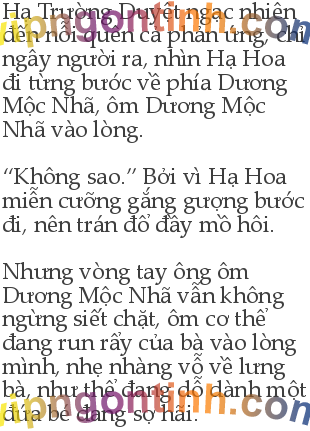 Hạ Trường Duyệt ngạc nhiên
đến nỗi quên cả phản ứng, chỉ
ngây người ra, nhìn Hạ Hoa
đi từng bước về phía Dương
Mộc Nhã, ôm Dương Mộc
Nhã vào lòng.
“Không sao.” Bởi vì Hạ Hoa
miễn cưỡng gắng gượng bước
đi, nên trán đổ đầy mồ hôi.
Nhưng vòng tay ông ôm
Dương Mộc Nhã vẫn không
ngừng siết chặt, ôm cơ thể
đang run rẩy của bà vào lòng
mình, nhẹ nhàng vỗ về lưng
bà, như thể đang dỗ dành một
đứa bé đang sợ hãi.
vipngontinh.com
vipngontinh.com